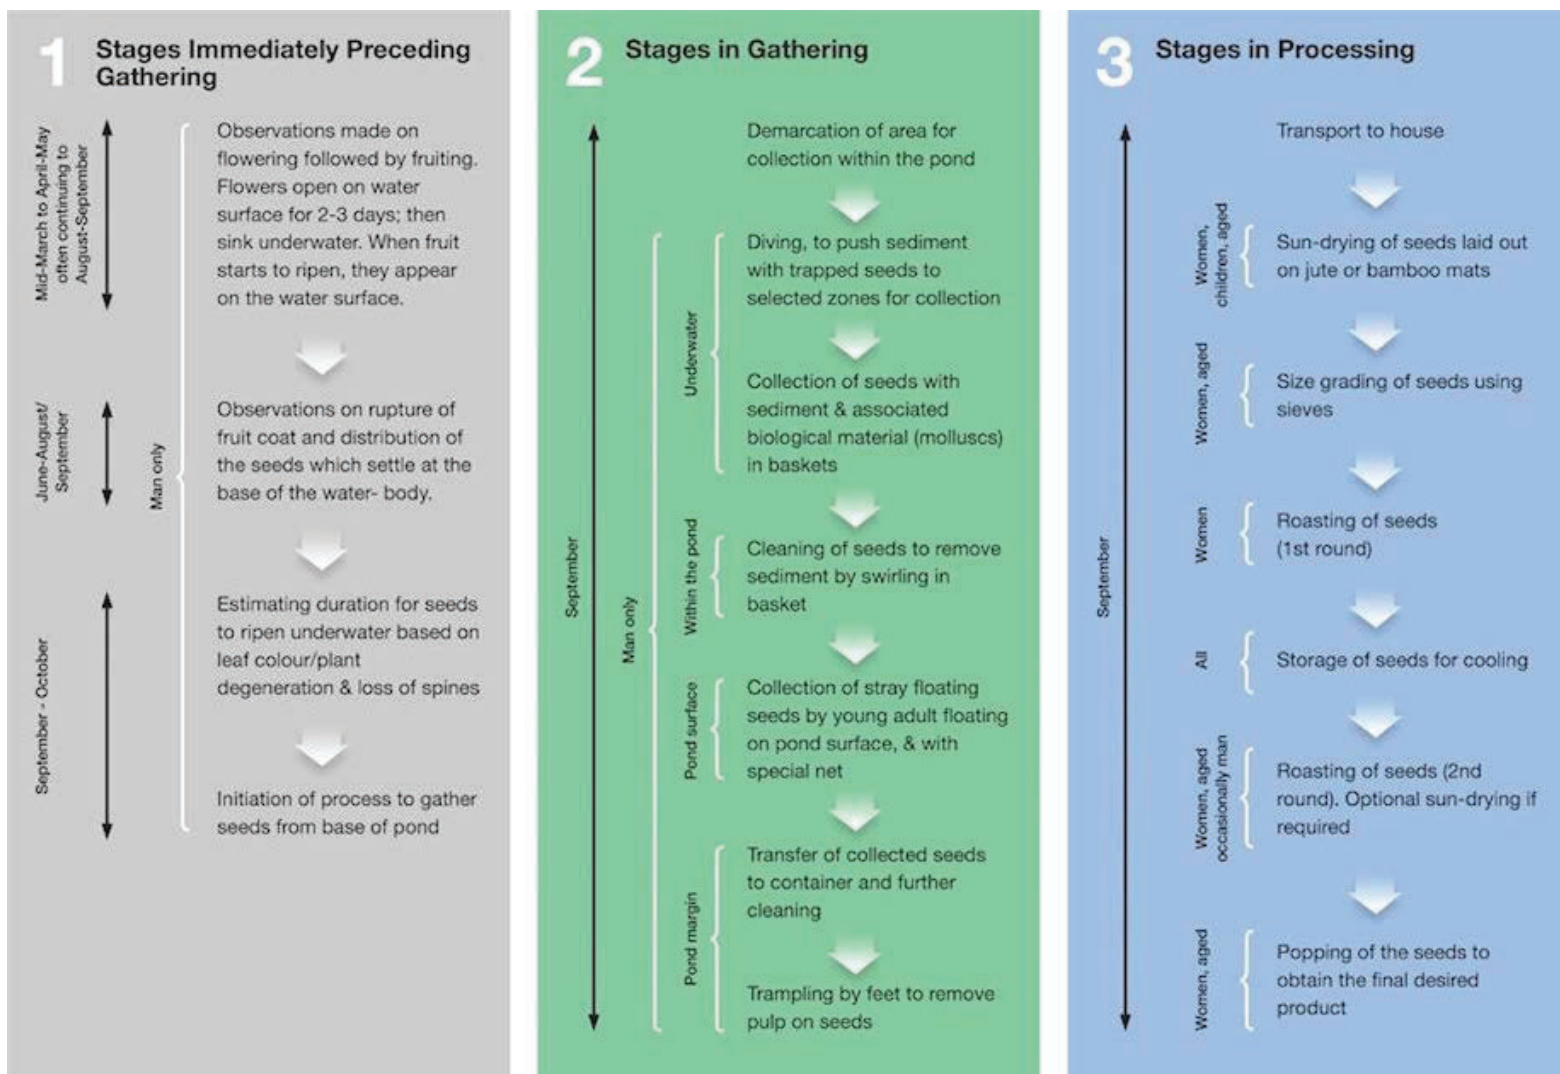 1
Stages Immediately Preceding
Gathering
Mid-March to April-May
often continuing to
August-September
June-August/
September
September - October
Man only
Observations made on
flowering followed by fruiting.
Flowers open on water
surface for 2-3 days; then
sink underwater. When fruit
starts to ripen, they appear
on the water surface.
Observations on rupture of
fruit coat and distribution of
the seeds which settle at the
base of the water- body.
Estimating duration for seeds
to ripen underwater based on
leaf colour/plant
degeneration & loss of spines
Initiation of process to gather
seeds from base of pond
2
Stages in Gathering
September
Man only
Demarcation of area for
collection within the pond
Underwater
Diving, to push sediment
with trapped seeds to
selected zones for collection
Collection of seeds with
sediment & associated
biological material (molluscs)
in baskets
Within the pond
Cleaning of seeds to remove
sediment by swirling in
basket
Pond surface
Collection of stray floating
seeds by young adult floating
on pond surface, & with
special net
Pond margin
Transfer of collected seeds
to container and further
cleaning
Trampling by feet to remove
pulp on seeds
3
Stages in Processing
September
Transport to house
Women,
children, aged
Sun-drying of seeds laid out
on jute or bamboo mats
Women, aged
Size grading of seeds using
sieves
Women
Roasting of seeds
(1st round)
All
Storage of seeds for cooling
Women, aged
occasionally man
Roasting of seeds (2nd
round). Optional sun-drying if
required
Women, aged
Popping of the seeds to
obtain the final desired
product